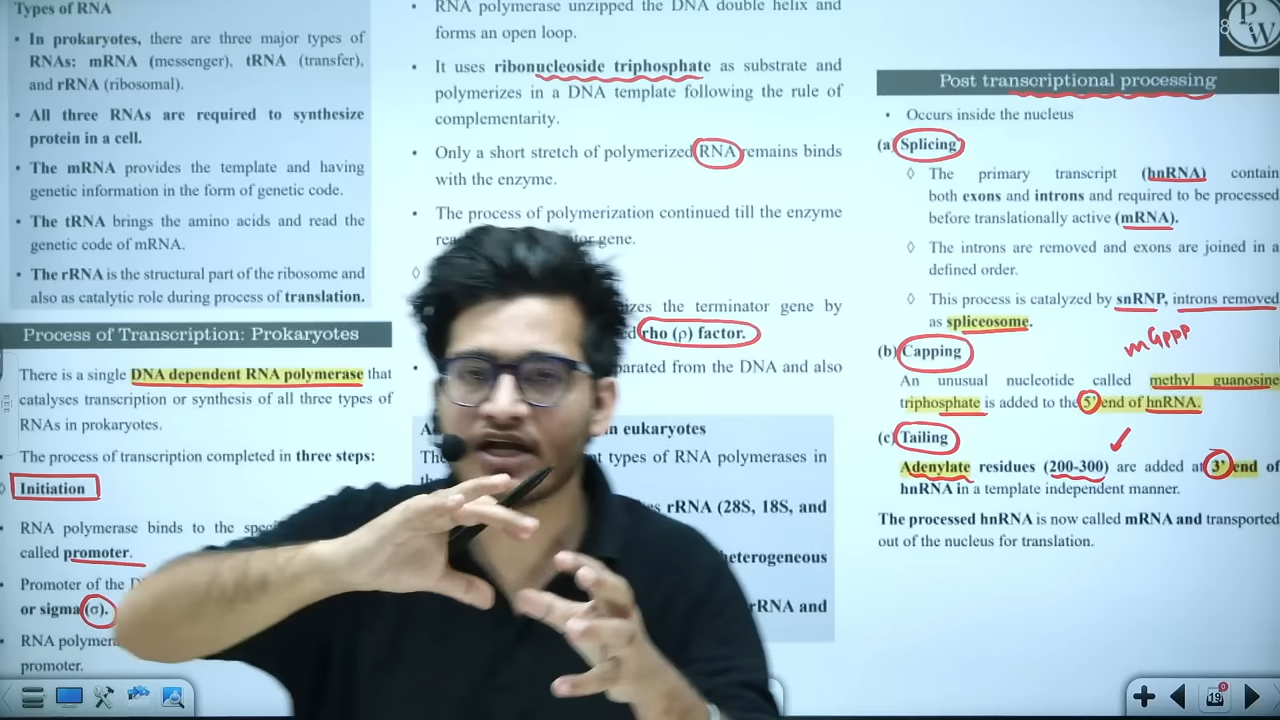 Types of RNA
• In prokaryotes, there are three major types of
RNAs: mRNA (messenger), tRNA (transfer),
and rRNA (ribosomal).
• All three RNAs are required to synthesize
protein in a cell.
• The mRNA provides the template and having
genetic information in the form of genetic code.
• The tRNA brings the amino acids and read the
genetic code of mRNA.
• The rRNA is the structural part of the ribosome and
also as catalytic role during process of translation.
Process of Transcription: Prokaryotes
There is a single DNA dependent RNA polymerase that
catalyses transcription or synthesis of all three types of
RNAs in prokaryotes.
• The process of transcription completed in three steps:
◊ Initiation
• RNA polymerase binds to the
called promoter.
• Promoter of the
or sigma (σ).
• RNA
promoter.
• RNA polymerase unzipped the DNA double helix and
forms an open loop.
• It uses ribonucleoside triphosphate as substrate and
polymerizes in a DNA template following the rule of
complementarity.
• Only a short stretch of polymerized RNA remains binds
with the enzyme.
• The process of polymerization continued till the enzyme
gene.
the terminator gene by
rho (ρ) factor.
from the DNA and also
in eukaryotes
types of RNA polymerases in
rRNA (28S, 18S, and
rRNA and
PW
Post transcriptional processing
• Occurs inside the nucleus
(a) Splicing
◊ The primary transcript (hnRNA) contain
both exons and introns and required to be processed
before translationally active (mRNA).
◊ The introns are removed and exons are joined in a
defined order.
◊ This process is catalyzed by snRNP, introns removed
as spliceosome.
mGppp
(b) Capping
An unusual nucleotide called methyl guanosine
triphosphate is added to the 5' end of hnRNA.
(c) Tailing
Adenylate residues (200-300) are added at 3' end of
hnRNA in a template independent manner.
The processed hnRNA is now called mRNA and transported
out of the nucleus for translation.
19
0